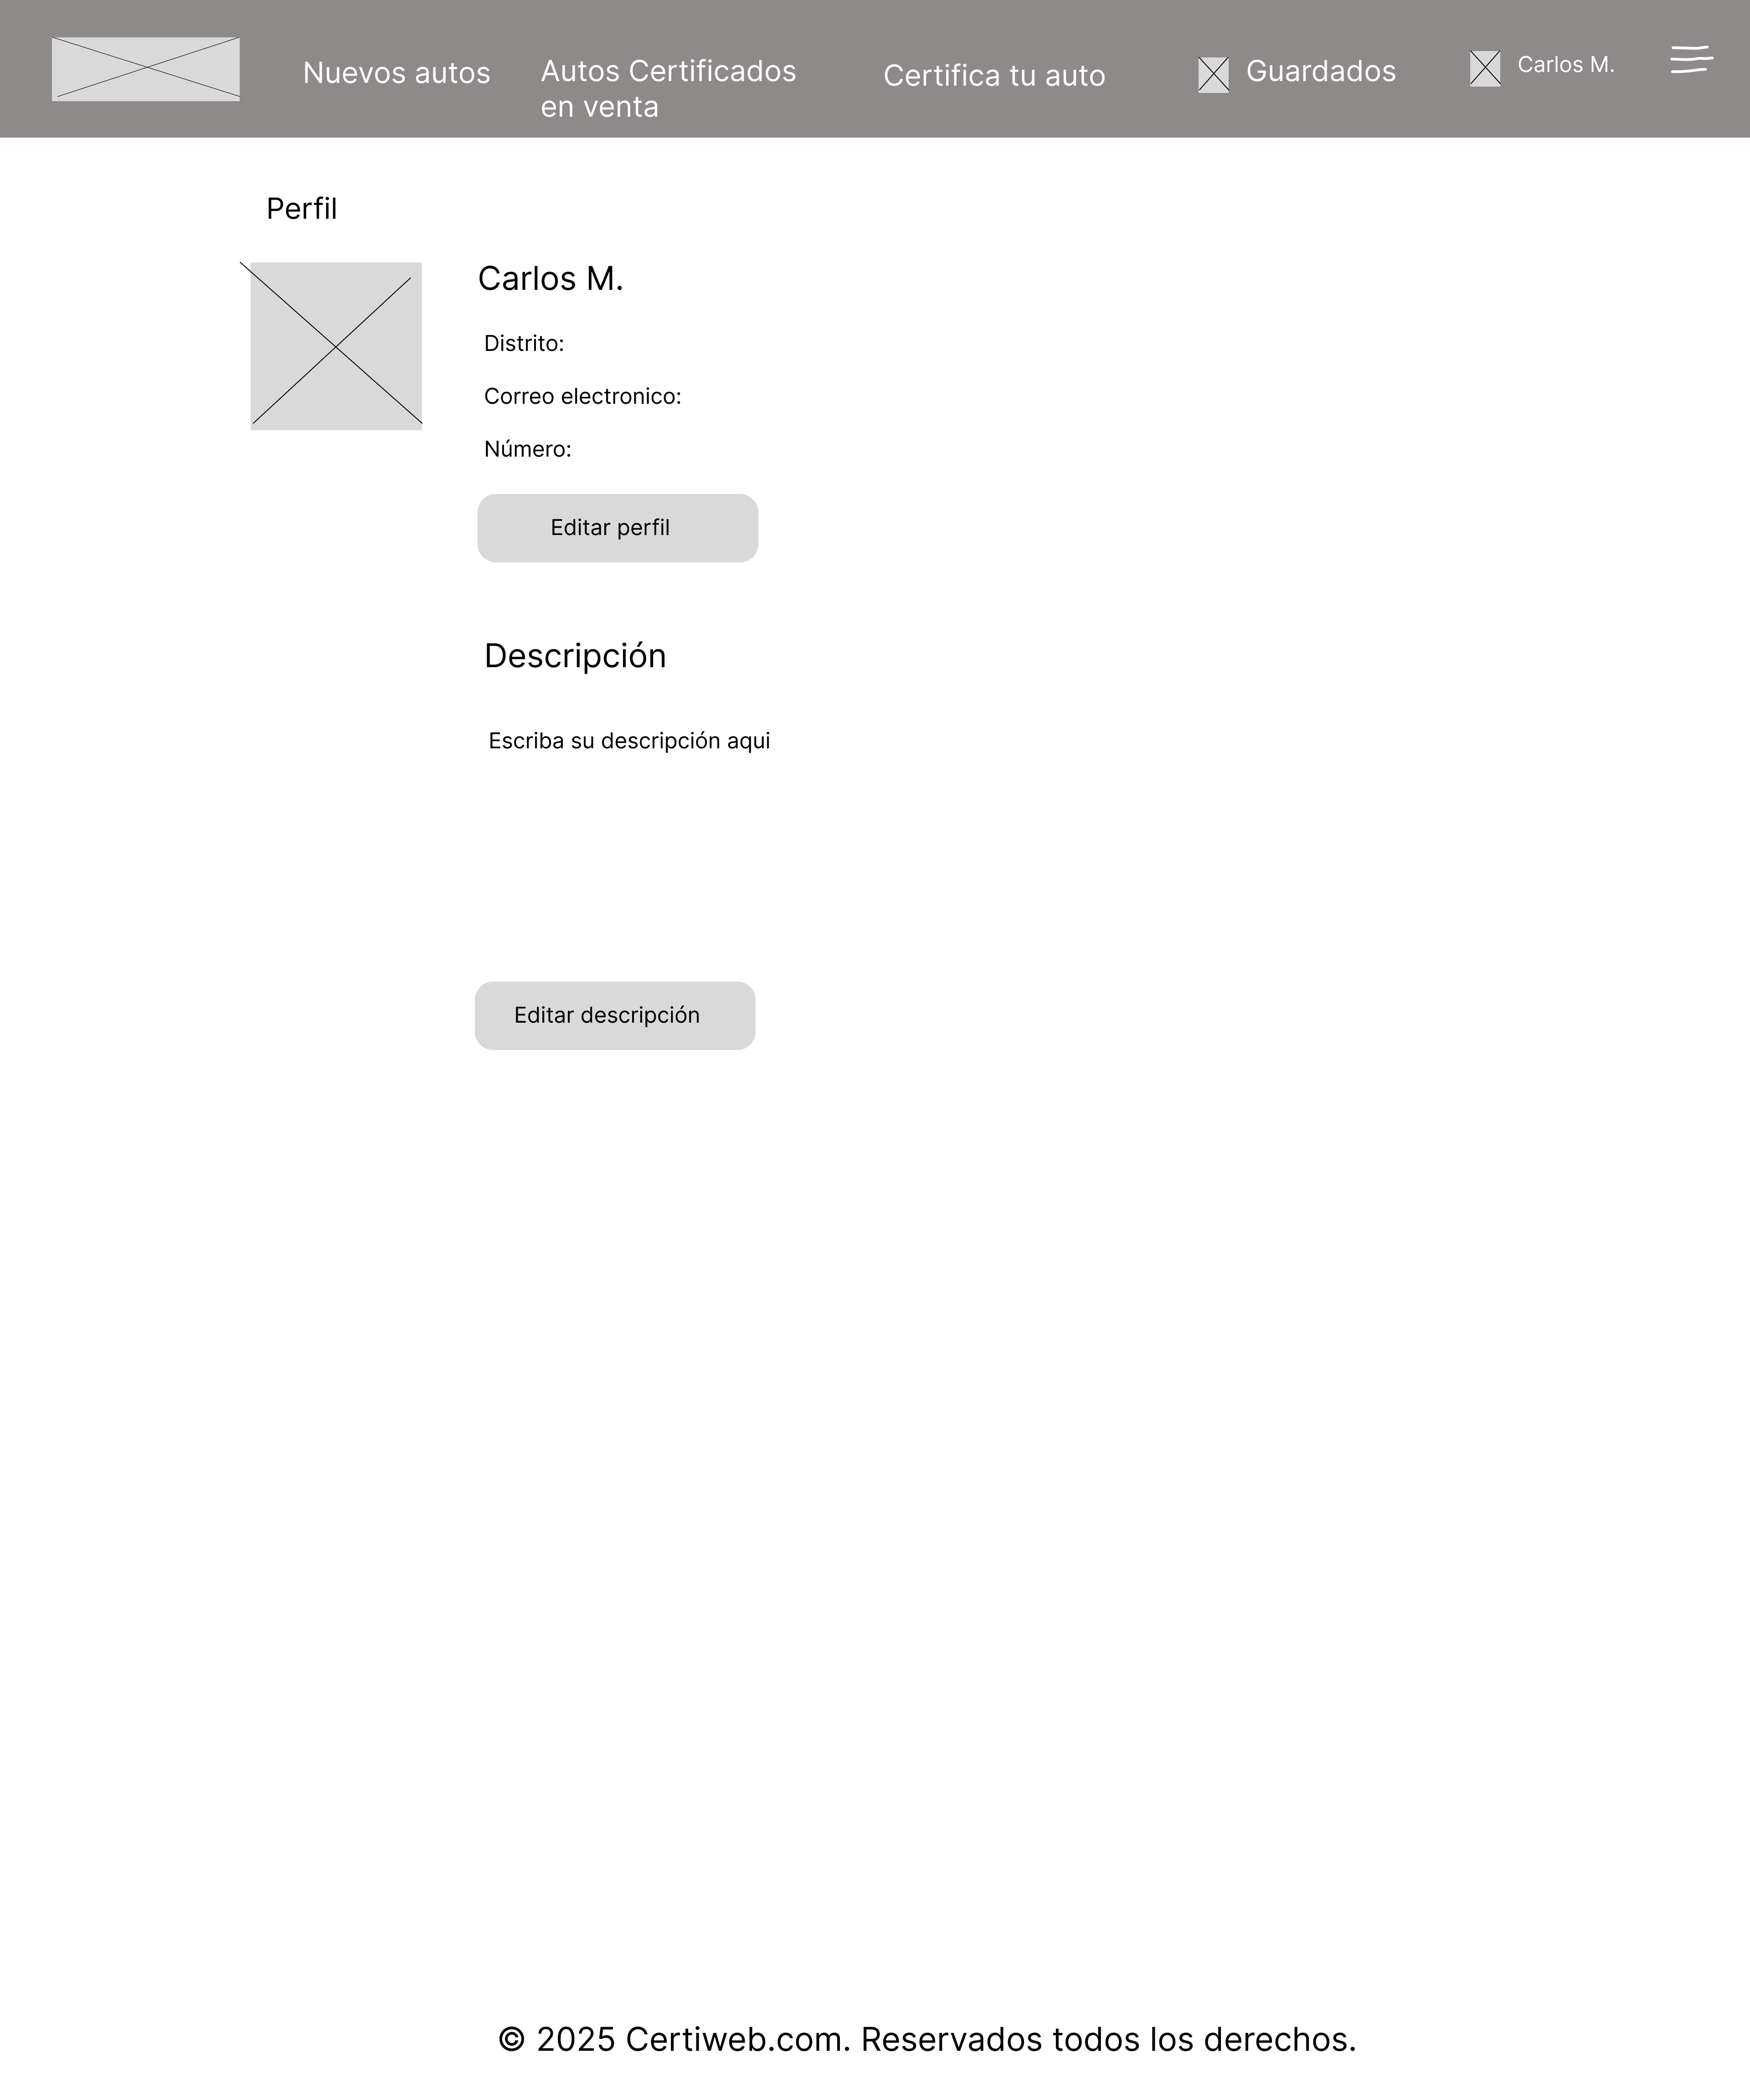 Nuevos autos
Autos Certificados
en venta
Certifica tu auto
Guardados
Carlos M.
Perfil
Carlos M.
Distrito:
Correo electronico:
Número:
Editar perfil
Descripción
Escriba su descripción aqui
Editar descripción
© 2025 Certiweb.com. Reservados todos los derechos.